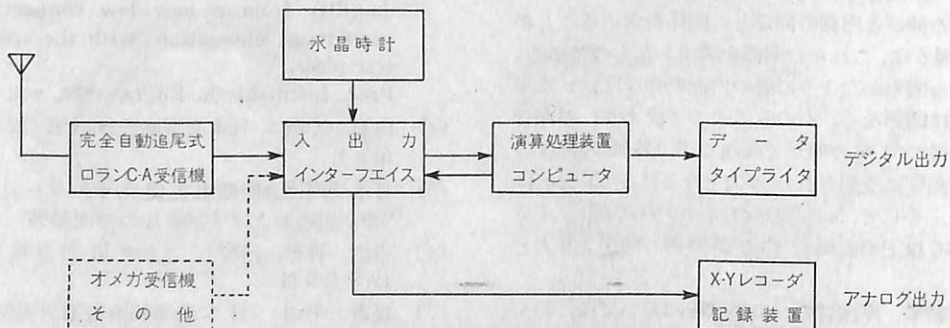 水晶時計
完全自動追尾式
ロランC-A受信機
入出力
インターフエイス
演算処理装置
コンピュータ
データ
タイプライタ
デジタル出力
オメガ受信機
その他
X-Yレコーダ
記録装置
アナログ出力